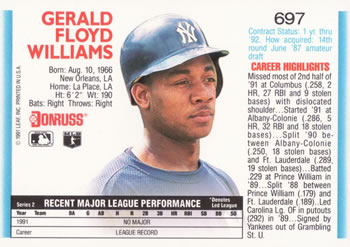 GERALD
FLOYD
WILLIAMS
Born: Aug. 10, 1966
New Orleans, LA
Home: La Place, LA
Ht: 6'2" Wt: 190
Bats: Right Throws: Right
DONRUSS
© 1991 LEAF, INC. PRINTED IN U.S.A.
697
Contract Status: 1 yr. thru
'92. How acquired: 14th
round June '87 amateur
draft
CAREER HIGHLIGHTS
Missed most of 2nd half of
'91 at Columbus (.258, 2
HR, 27 RBI and 9 stolen
bases) with dislocated
shoulder...Started '91 at
Albany-Colonie (.286, 5
HR, 32 RBI and 18 stolen
bases)... Split '90 between
Albany-Colonie
(.250, 18 stolen bases) and
Ft. Lauderdale (.289, 19
stolen bases)... Batted
.227 at Prince William in
'89... Split '88 between
Prince William (.179) and
Ft. Lauderdale (.185)...Led
Carolina Lg. OF in putouts
(292) in '89...Signed by
Yankees out of Grambling
St. U.
Series 2 RECENT MAJOR LEAGUE PERFORMANCE *Denotes Led League
Year Team BA G AB R H 2B 3B HR RBI SB BB SO
1991 NO MAJOR
Career LEAGUE RECORD